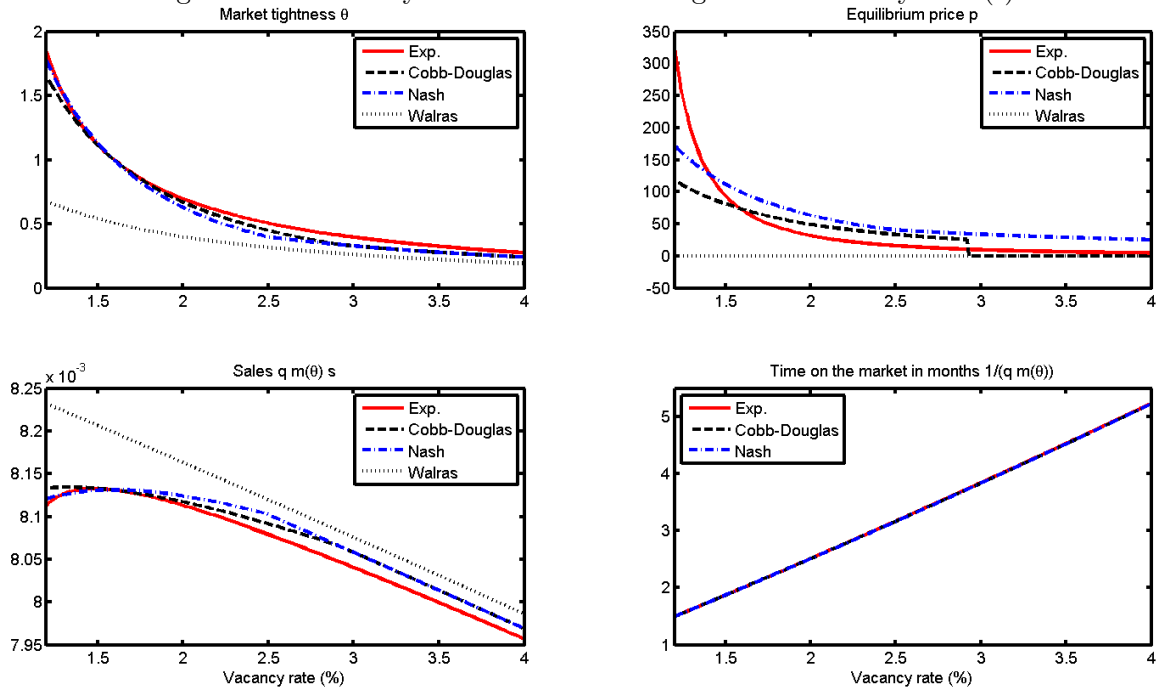 Market tightness θ
2
1.5
1
0.5
0
1.5 2 2.5 3 3.5 4
Exp.
Cobb-Douglas
Nash
Walras
Equilibrium price p
350
300
250
200
150
100
50
0
-50
1.5 2 2.5 3 3.5 4
Exp.
Cobb-Douglas
Nash
Walras
Sales q m(θ) s
x 10⁻³
8.25
8.2
8.15
8.1
8.05
8
7.95
1.5 2 2.5 3 3.5 4
Vacancy rate (%)
Exp.
Cobb-Douglas
Nash
Walras
Time on the market in months 1/(q m(θ))
5
4
3
2
1
1.5 2 2.5 3 3.5 4
Vacancy rate (%)
Exp.
Cobb-Douglas
Nash